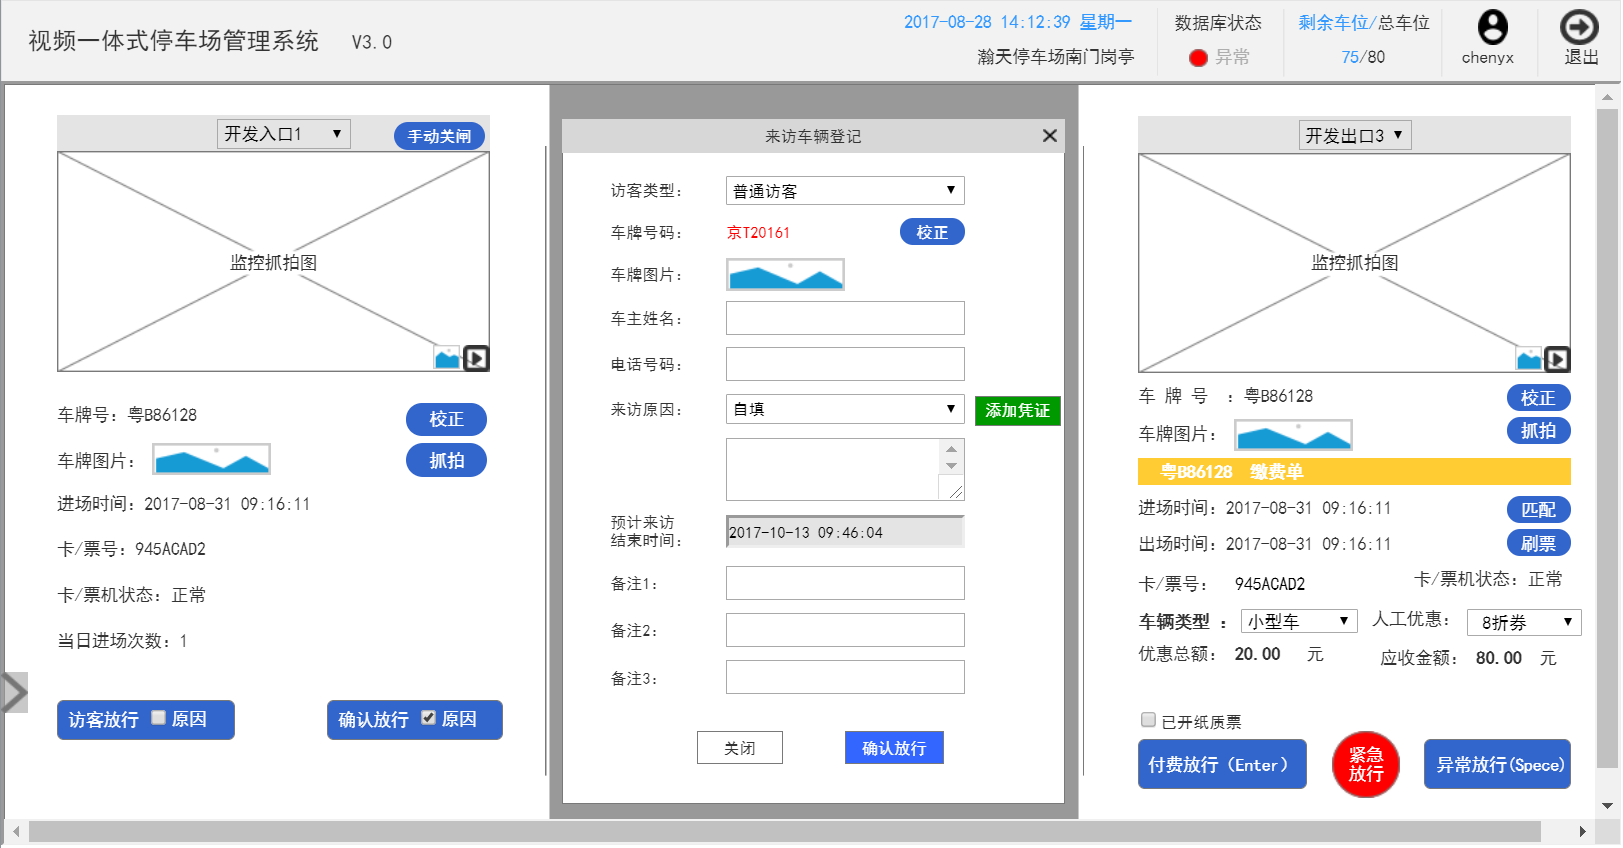 视频一体式停车场管理系统 V3.0
2017-08-28 14:12:39 星期一
瀚天停车场南门岗亭
数据库状态
异常
剩余车位/总车位
75/80
chenyx
退出
开发入口1
手动关闸
监控抓拍图
车牌号：粤B86128
校正
车牌图片：
抓拍
进场时间：2017-08-31 09:16:11
卡/票号：945ACAD2
卡/票机状态：正常
当日进场次数：1
访客放行 原因
确认放行 原因
来访车辆登记
访客类型：
普通访客
车牌号码：
京T20161
校正
车牌图片：
车主姓名：
电话号码：
来访原因：
自填
添加凭证
预计来访
结束时间：
2017-10-13 09:46:04
备注1：
备注2：
备注3：
关闭
确认放行
开发出口3
监控抓拍图
车 牌 号 ：粤B86128
校正
车牌图片：
抓拍
粤B86128 缴费单
进场时间：2017-08-31 09:16:11
匹配
出场时间：2017-08-31 09:16:11
刷票
卡/票号： 945ACAD2
卡/票机状态：正常
车辆类型 ：
小型车
人工优惠：
8折券
优惠总额： 20.00 元
应收金额： 80.00 元
已开纸质票
付费放行（Enter）
紧急
放行
异常放行(Spece)